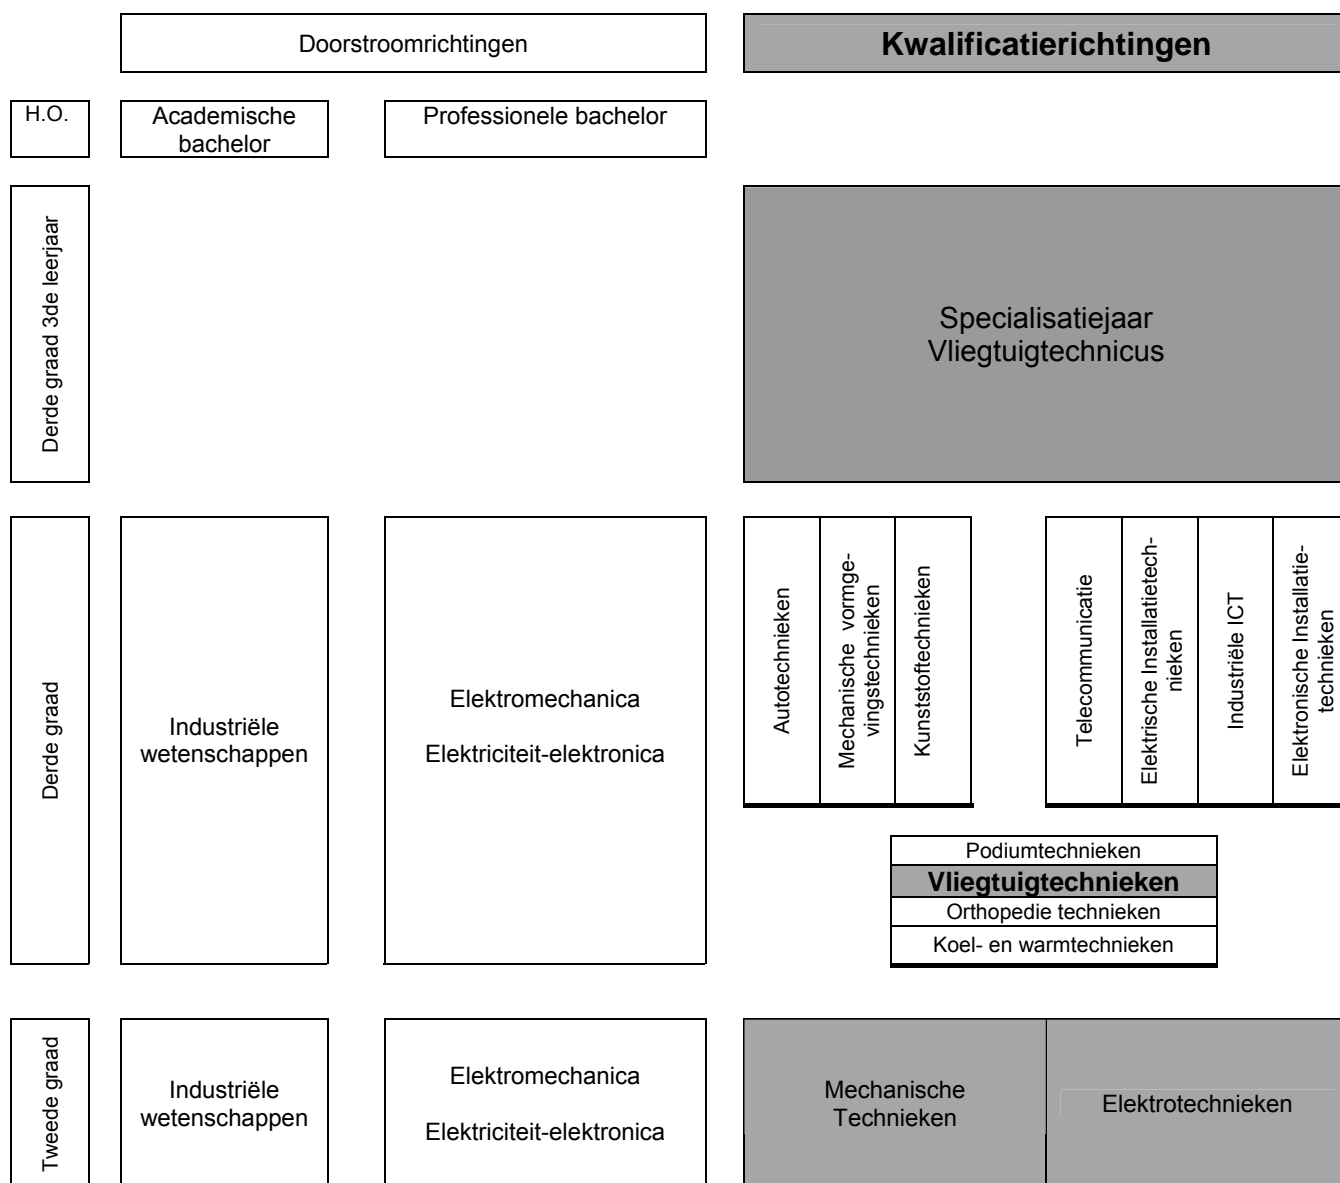 Doorstroomrichtingen
Kwalificatierichtingen
H.O.
Academische
bachelor
Professionele bachelor
Derde graad 3de leerjaar
Specialisatiejaar
Vliegtuigtechnicus
Derde graad
Industriële
wetenschappen
Elektromechanica
Elektriciteit-elektronica
Autotechnieken
Mechanische vormge-
vingstechnieken
Kunststoftechnieken
Telecommunicatie
Elektrische Installatietech-
nieken
Industriële ICT
Elektronische Installatie-
technieken
Podiumtechnieken
Vliegtuigtechnieken
Orthopedie technieken
Koel- en warmtechnieken
Tweede graad
Industriële
wetenschappen
Elektromechanica
Elektriciteit-elektronica
Mechanische
Technieken
Elektrotechnieken